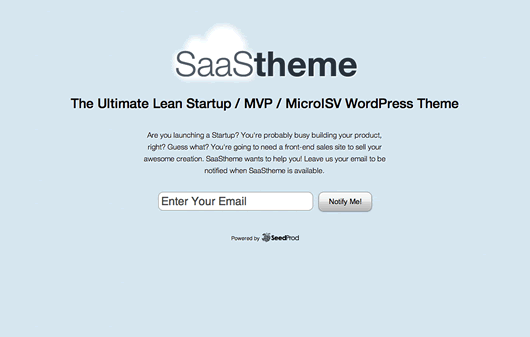 SaaStheme
The Ultimate Lean Startup / MVP / MicroISV WordPress Theme
Are you launching a Startup? You're probably busy building your product,
right? Guess what? You're going to need a front-end sales site to sell your
awesome creation. SaaStheme wants to help you! Leave us your email to be
notified when SaaStheme is available.
Enter Your Email
Notify Me!
Powered by SeedProd